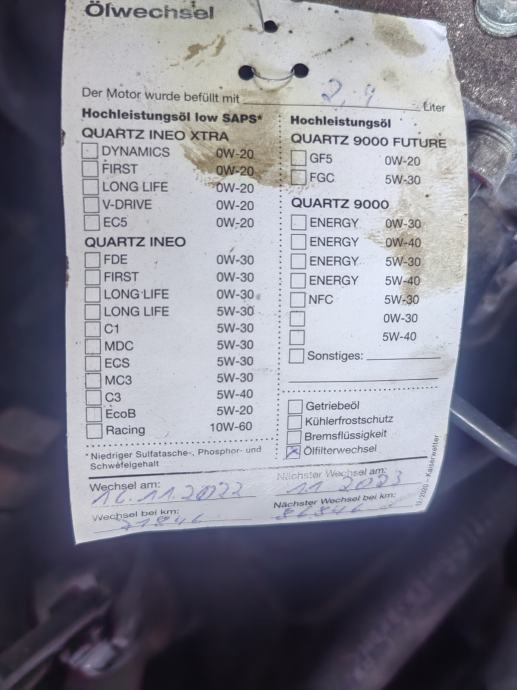 Ölwechsel
Der Motor wurde befüllt mit 2,9 Liter
Hochleistungsöl low SAPS*
QUARTZ INEO XTRA
DYNAMICS 0W-20
FIRST 0W-20
LONG LIFE 0W-20
V-DRIVE 0W-20
EC5 0W-20
QUARTZ INEO
FDE 0W-30
FIRST 0W-30
LONG LIFE 0W-30
LONG LIFE 5W-30
C1 5W-30
MDC 5W-30
ECS 5W-30
MC3 5W-30
C3 5W-40
EcoB 5W-20
Racing 10W-60
*Niedriger Sulfatasche-, Phosphor- und
Schwefelgehalt
Hochleistungsöl
QUARTZ 9000 FUTURE
GF5 0W-20
FGC 5W-30
QUARTZ 9000
ENERGY 0W-30
ENERGY 0W-40
ENERGY 5W-30
ENERGY 5W-40
NFC 5W-30
0W-30
5W-40
Sonstiges:
Getriebeöl
Kühlerfrostschutz
Bremsflüssigkeit
Ölfilterwechsel
Wechsel am: 16.11.2022
Nächster Wechsel am: 11 2023
Wechsel bei km: 71846
Nächster Wechsel bei km: 86846
Kaiserwetter